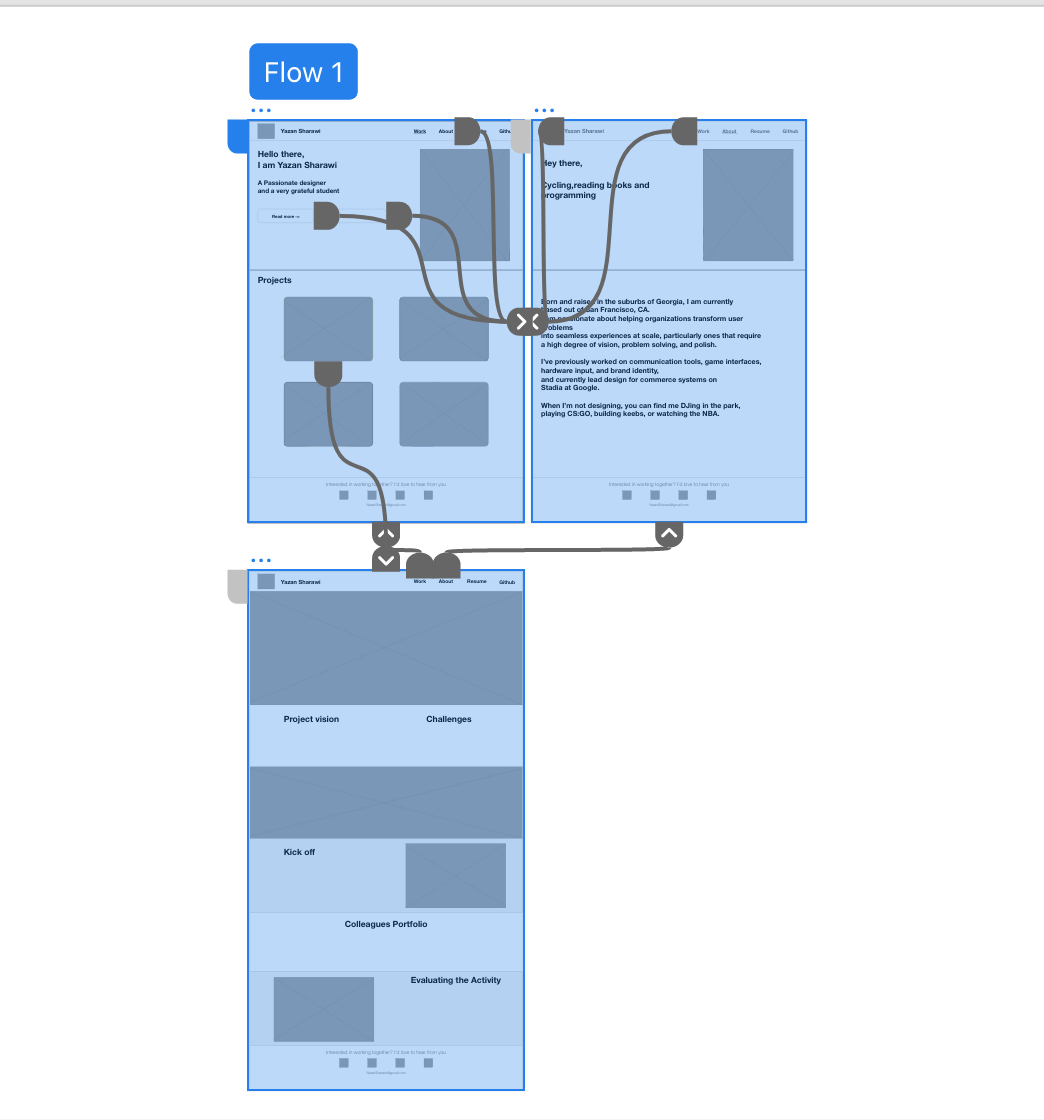 Flow 1
Yazan Sharawi
Work About
Hello there,
I am Yazan Sharawi
A Passionate designer
and a very grateful student
Read more →
Projects
Interested in working together? I'd love to hear from you
Yazan Sharawi
Work About Resume Github
Hey there,
Cycling,reading books and
programming
Born and raised in the suburbs of Georgia, I am currently
based out of San Francisco, CA.
passionate about helping organizations transform user
problems
into seamless experiences at scale, particularly ones that require
a high degree of vision, problem solving, and polish.
I've previously worked on communication tools, game interfaces,
hardware input, and brand identity,
and currently lead design for commerce systems on
Stadia at Google.
When I'm not designing, you can find me DJing in the park,
playing CS:GO, building keebs, or watching the NBA.
Interested in working together? I'd love to hear from you
Yazan Sharawi
Work About Resume Github
Project vision
Challenges
Kick off
Colleagues Portfolio
Evaluating the Activity
Interested in working together? I'd love to hear from you